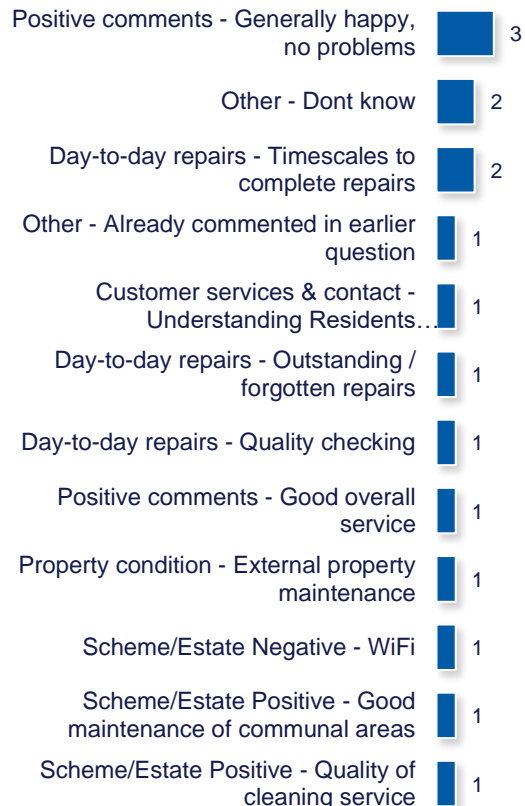 Positive comments - Generally happy,
no problems
3
Other - Dont know
2
Day-to-day repairs - Timescales to
complete repairs
2
Other - Already commented in earlier
question
1
Customer services & contact -
Understanding Residents…
1
Day-to-day repairs - Outstanding /
forgotten repairs
1
Day-to-day repairs - Quality checking
1
Positive comments - Good overall
service
1
Property condition - External property
maintenance
1
Scheme/Estate Negative - WiFi
1
Scheme/Estate Positive - Good
maintenance of communal areas
1
Scheme/Estate Positive - Quality of
cleaning service
1